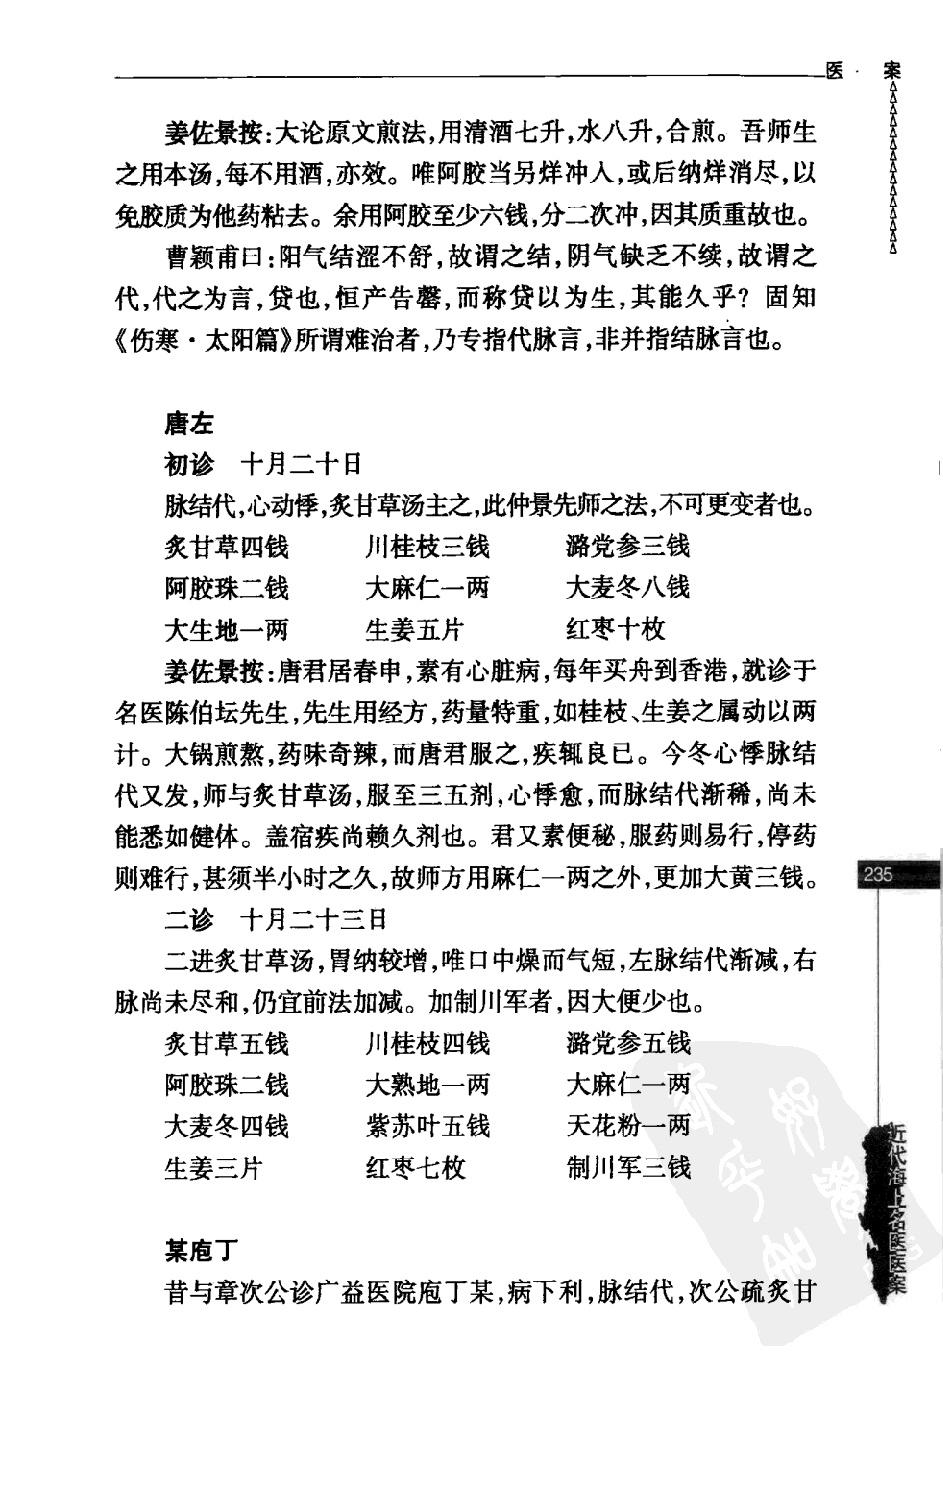 医·案
姜佐景按:大论原文煎法,用清酒七升,水八升,合煎。吾师生
之用本汤,每不用酒,亦效。唯阿胶当另烊冲入,或后纳烊消尽,以
免胶质为他药粘去。余用阿胶至少六钱,分二次冲,因其质重故也。
曹颖甫曰:阳气结涩不舒,故谓之结,阴气缺乏不续,故谓之
代,代之为言,贷也,恒产告罄,而称贷以为生,其能久乎?固知
《伤寒·太阳篇》所谓难治者,乃专指代脉言,非并指结脉言也。
唐左
初诊 十月二十日
脉结代,心动悸,炙甘草汤主之,此仲景先师之法,不可更变者也。
炙甘草四钱 川桂枝三钱 潞党参三钱
阿胶珠二钱 大麻仁一两 大麦冬八钱
大生地一两 生姜五片 红枣十枚
姜佐景按:唐君居春申,素有心脏病,每年买舟到香港,就诊于
名医陈伯坛先生,先生用经方,药量特重,如桂枝、生姜之属动以两
计。大锅煎熬,药味奇辣,而唐君服之,疾辄良已。今冬心悸脉结
代又发,师与炙甘草汤,服至三五剂,心悸愈,而脉结代渐稀,尚未
能悉如健体。盖宿疾尚赖久剂也。君又素便秘,服药则易行,停药
则难行,甚须半小时之久,故师方用麻仁一两之外,更加大黄三钱。
二诊 十月二十三日
二进炙甘草汤,胃纳较增,唯口中燥而气短,左脉结代渐减,右
脉尚未尽和,仍宜前法加减。加制川军者,因大便少也。
炙甘草五钱 川桂枝四钱 潞党参五钱
阿胶珠二钱 大熟地一两 大麻仁一两
大麦冬四钱 紫苏叶五钱 天花粉一两
生姜三片 红枣七枚 制川军三钱
某庖丁
昔与章次公诊广益医院庖丁某,病下利,脉结代,次公疏炙甘
235
近代海上名医医案